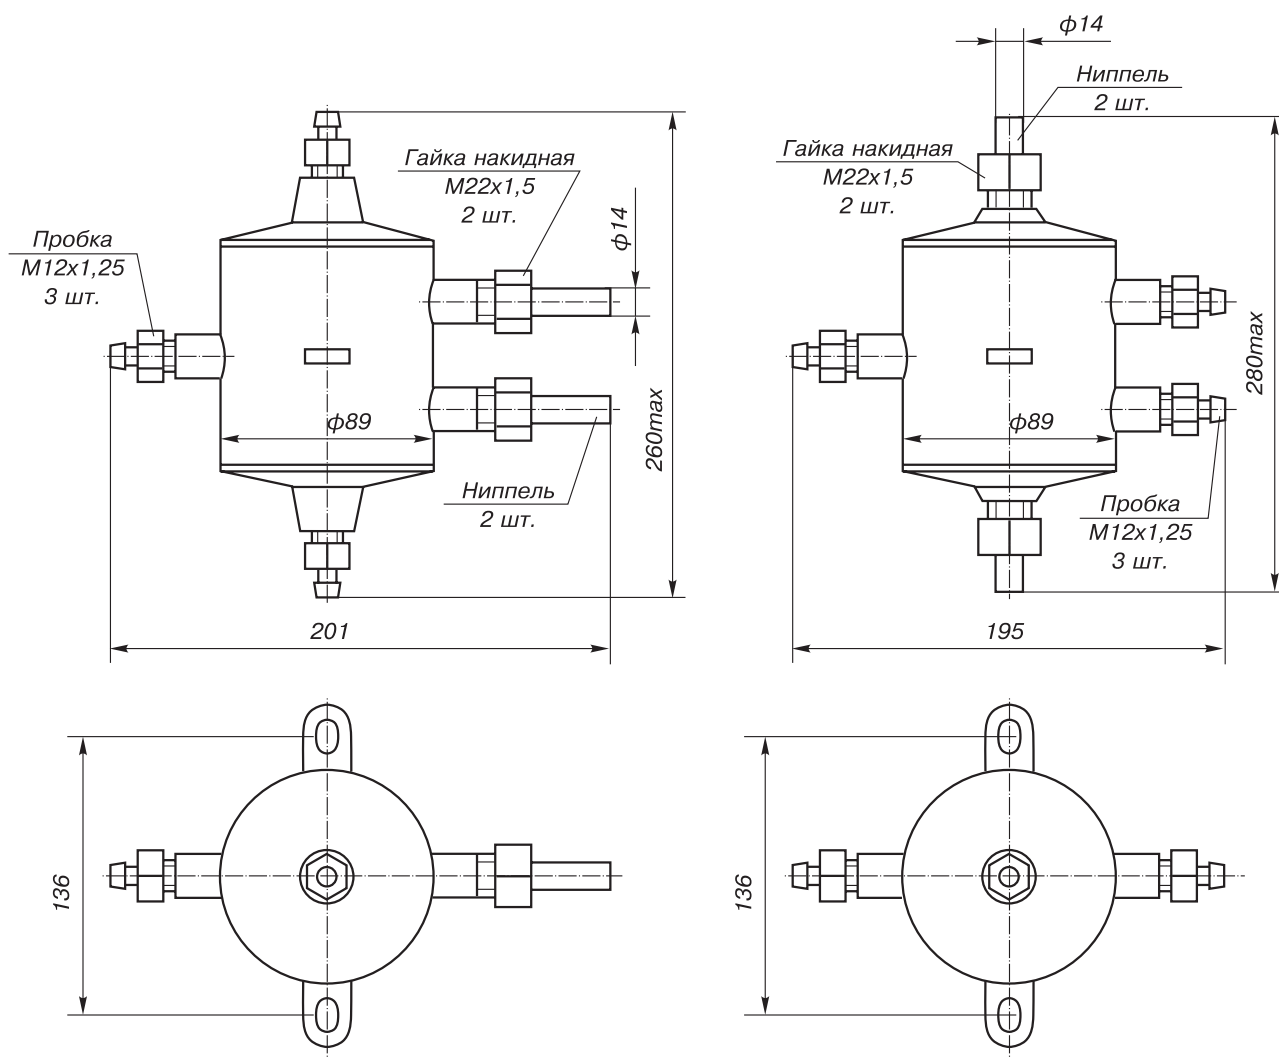 ф14
Ниппель
2 шт.
Гайка накидная
М22х1,5
2 шт.
Гайка накидная
М22х1,5
2 шт.
ф14
Пробка
М12х1,25
3 шт.
280max
260max
ф89
ф89
Ниппель
2 шт.
Пробка
М12х1,25
3 шт.
201
195
136
136